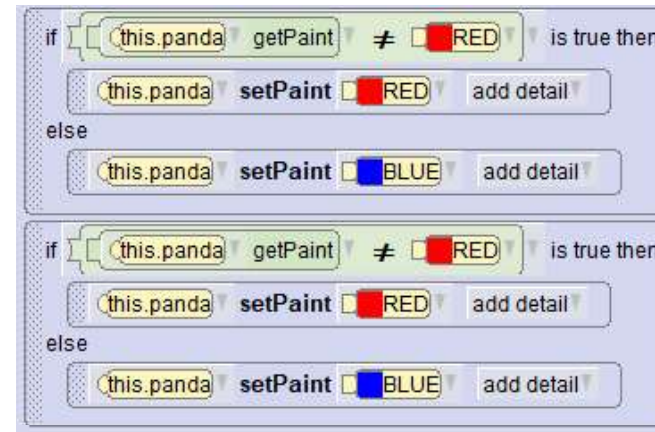 if this.panda getPaint ≠ RED is true then
this.panda setPaint RED add detail
else
this.panda setPaint BLUE add detail
if this.panda getPaint ≠ RED is true then
this.panda setPaint RED add detail
else
this.panda setPaint BLUE add detail